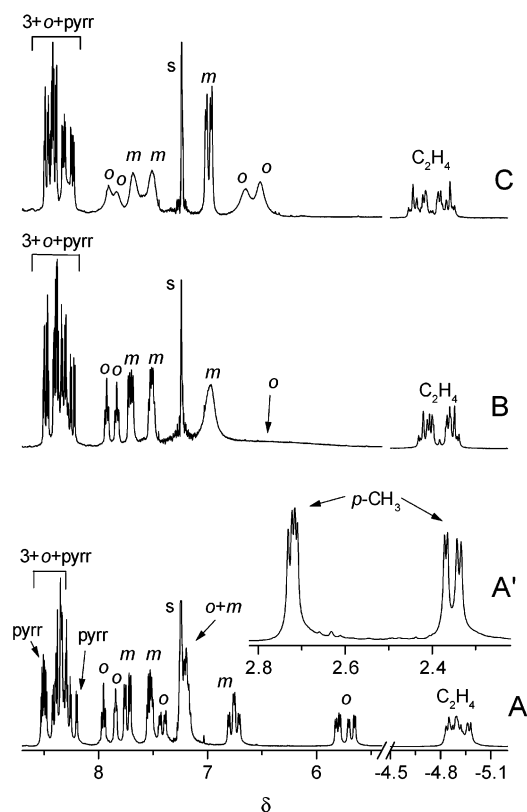 3+ o+pyrr
s
m
o
o
m
m
o
o
C₂H₄
C
3+ o+pyrr
s
o
o
m
m
m
o
C₂H₄
B
p-CH₃
A'
2.8 2.6 2.4
3+ o+pyrr
pyrr
pyrr
o
o
m
m
o
s
o+m
m
o
C₂H₄
A
8 7 6 -4.5 -4.8 -5.1
δ